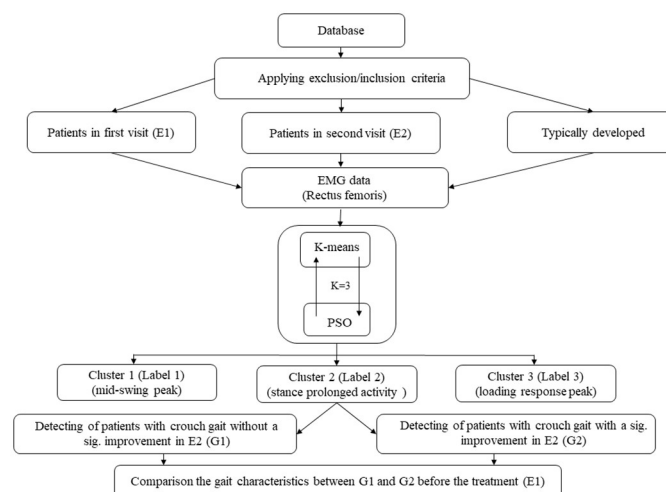 Database
Applying exclusion/inclusion criteria
Patients in first visit (E1)
Patients in second visit (E2)
Typically developed
EMG data
(Rectus femoris)
K-means
K=3
PSO
Cluster 1 (Label 1)
(mid-swing peak)
Cluster 2 (Label 2)
(stance prolonged activity )
Cluster 3 (Label 3)
(loading response peak)
Detecting of patients with crouch gait without a
sig. improvement in E2 (G1)
Detecting of patients with crouch gait with a sig.
improvement in E2 (G2)
Comparison the gait characteristics between G1 and G2 before the treatment (E1)